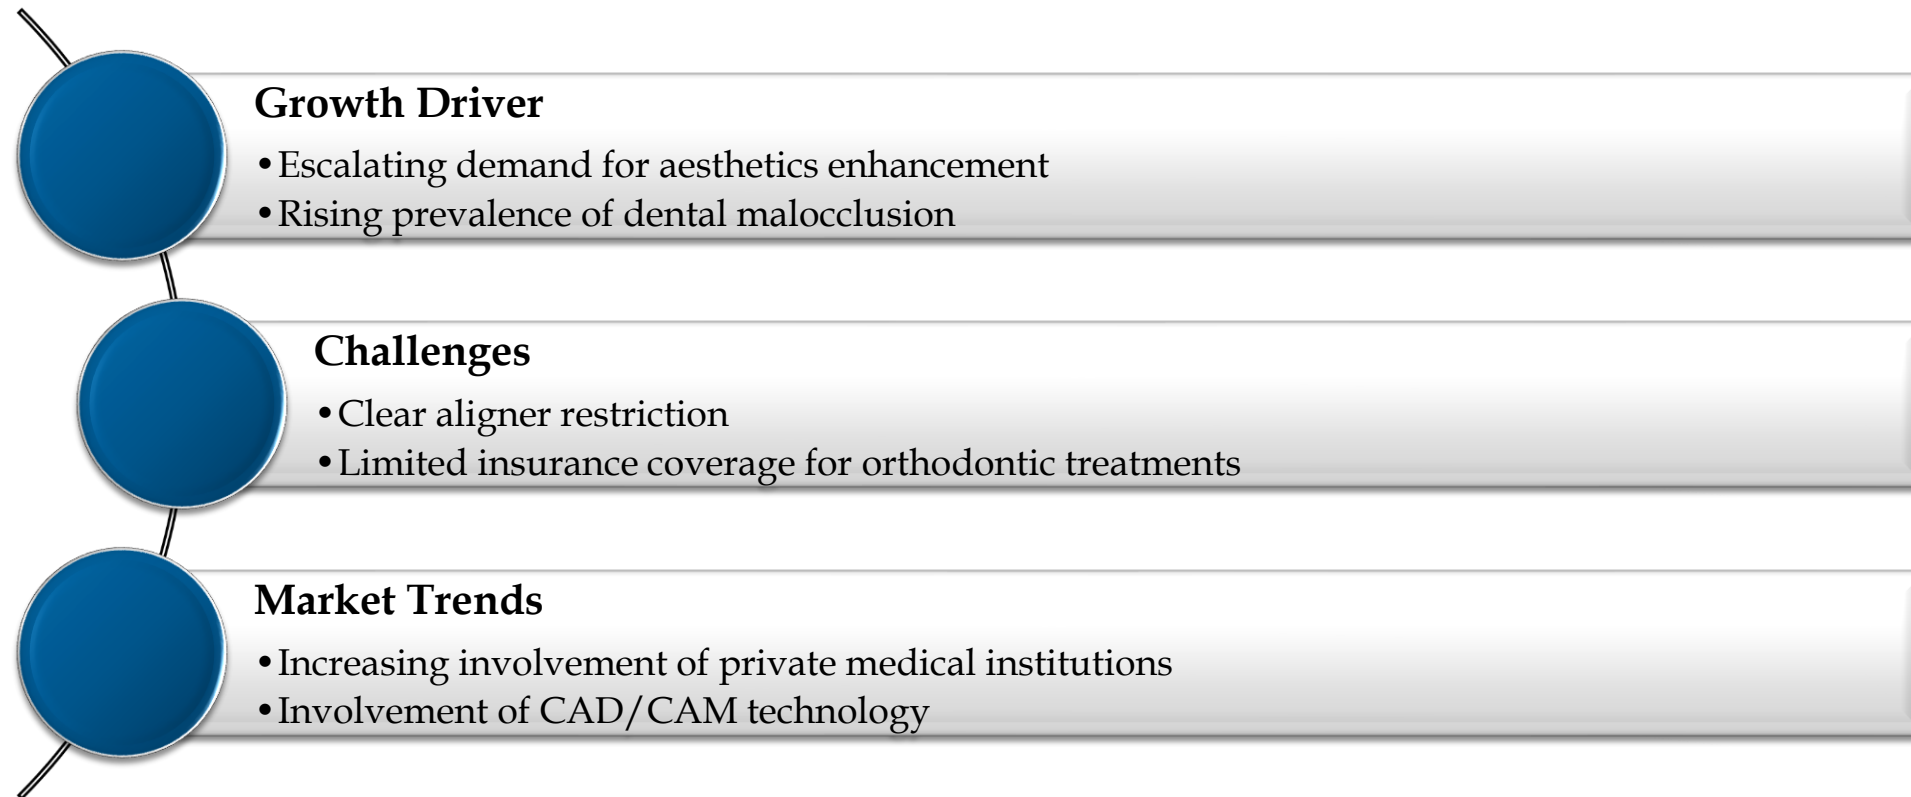 Growth Driver
•Escalating demand for aesthetics enhancement
•Rising prevalence of dental malocclusion
Challenges
•Clear aligner restriction
•Limited insurance coverage for orthodontic treatments
Market Trends
•Increasing involvement of private medical institutions
•Involvement of CAD/CAM technology